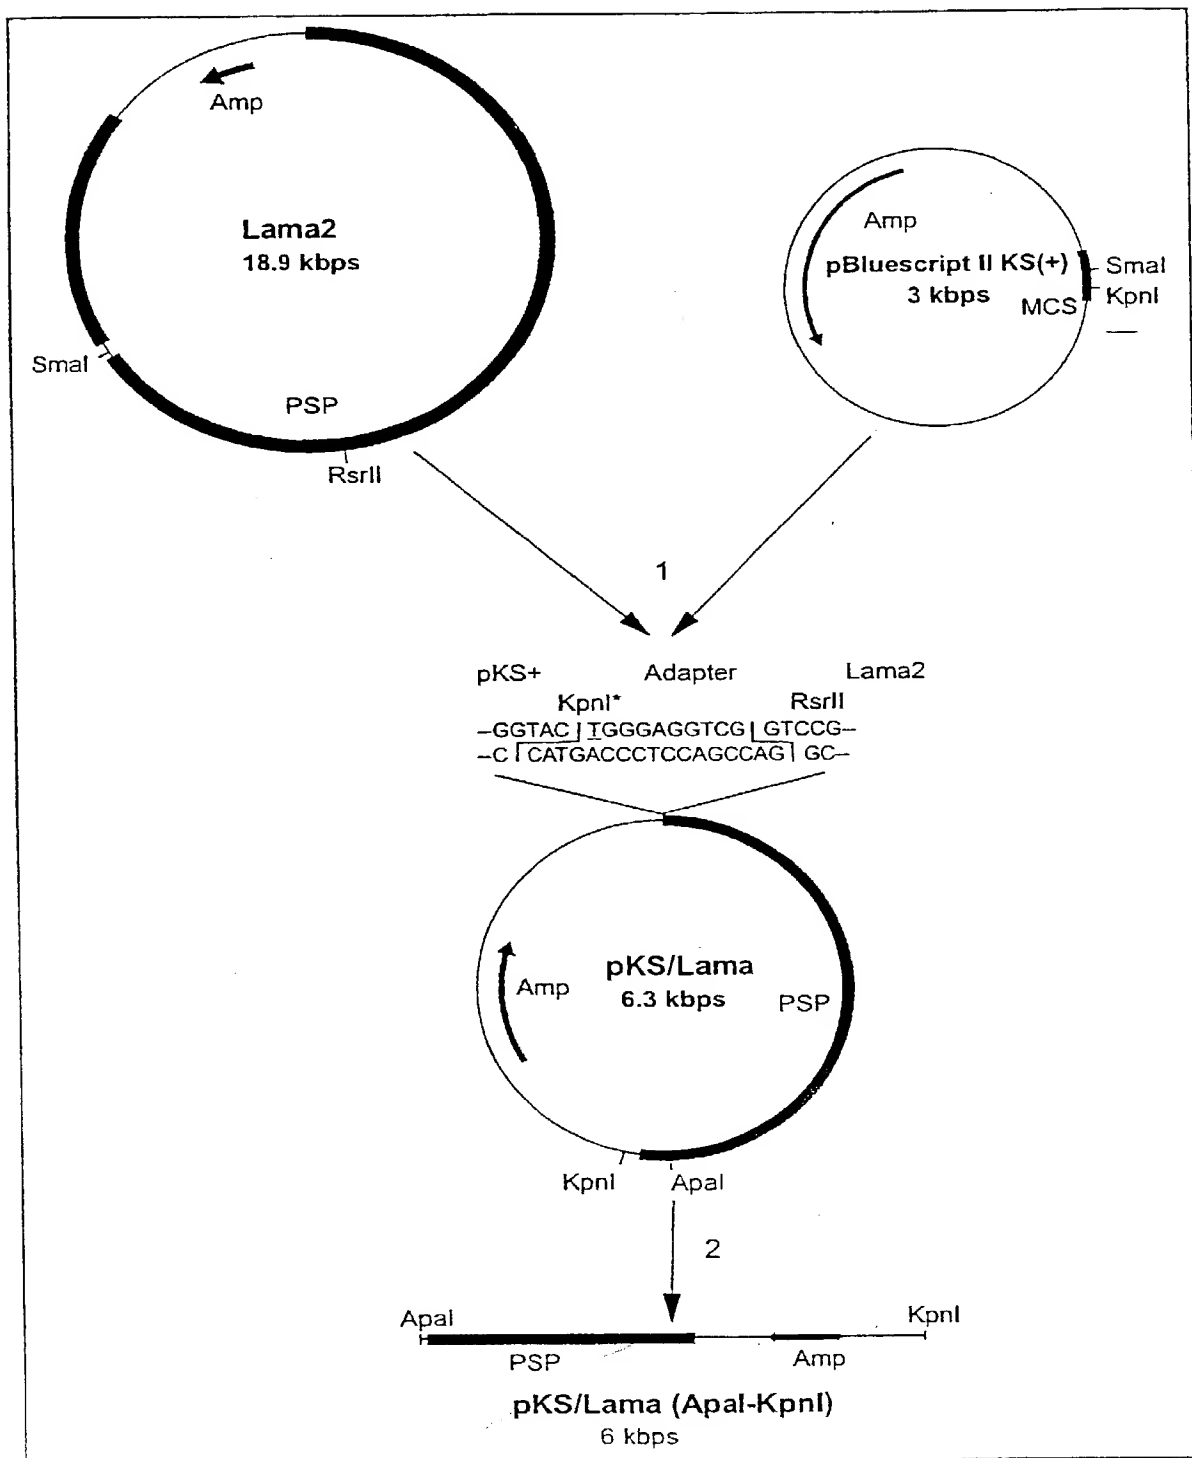 Amp
Lama2
18.9 kbps
SmaI
PSP
RsrII
Amp
pBluescript II KS(+)
3 kbps
MCS
SmaI
KpnI
1
pKS+ Adapter Lama2
KpnI* RsrII
–GGTAC TGGGAGGTCG GTCCG–
–C CATGACCCTCCAGCCAG GC–
pKS/Lama
6.3 kbps
Amp
PSP
KpnI
ApaI
2
ApaI KpnI
PSP Amp
pKS/Lama (ApaI-KpnI)
6 kbps